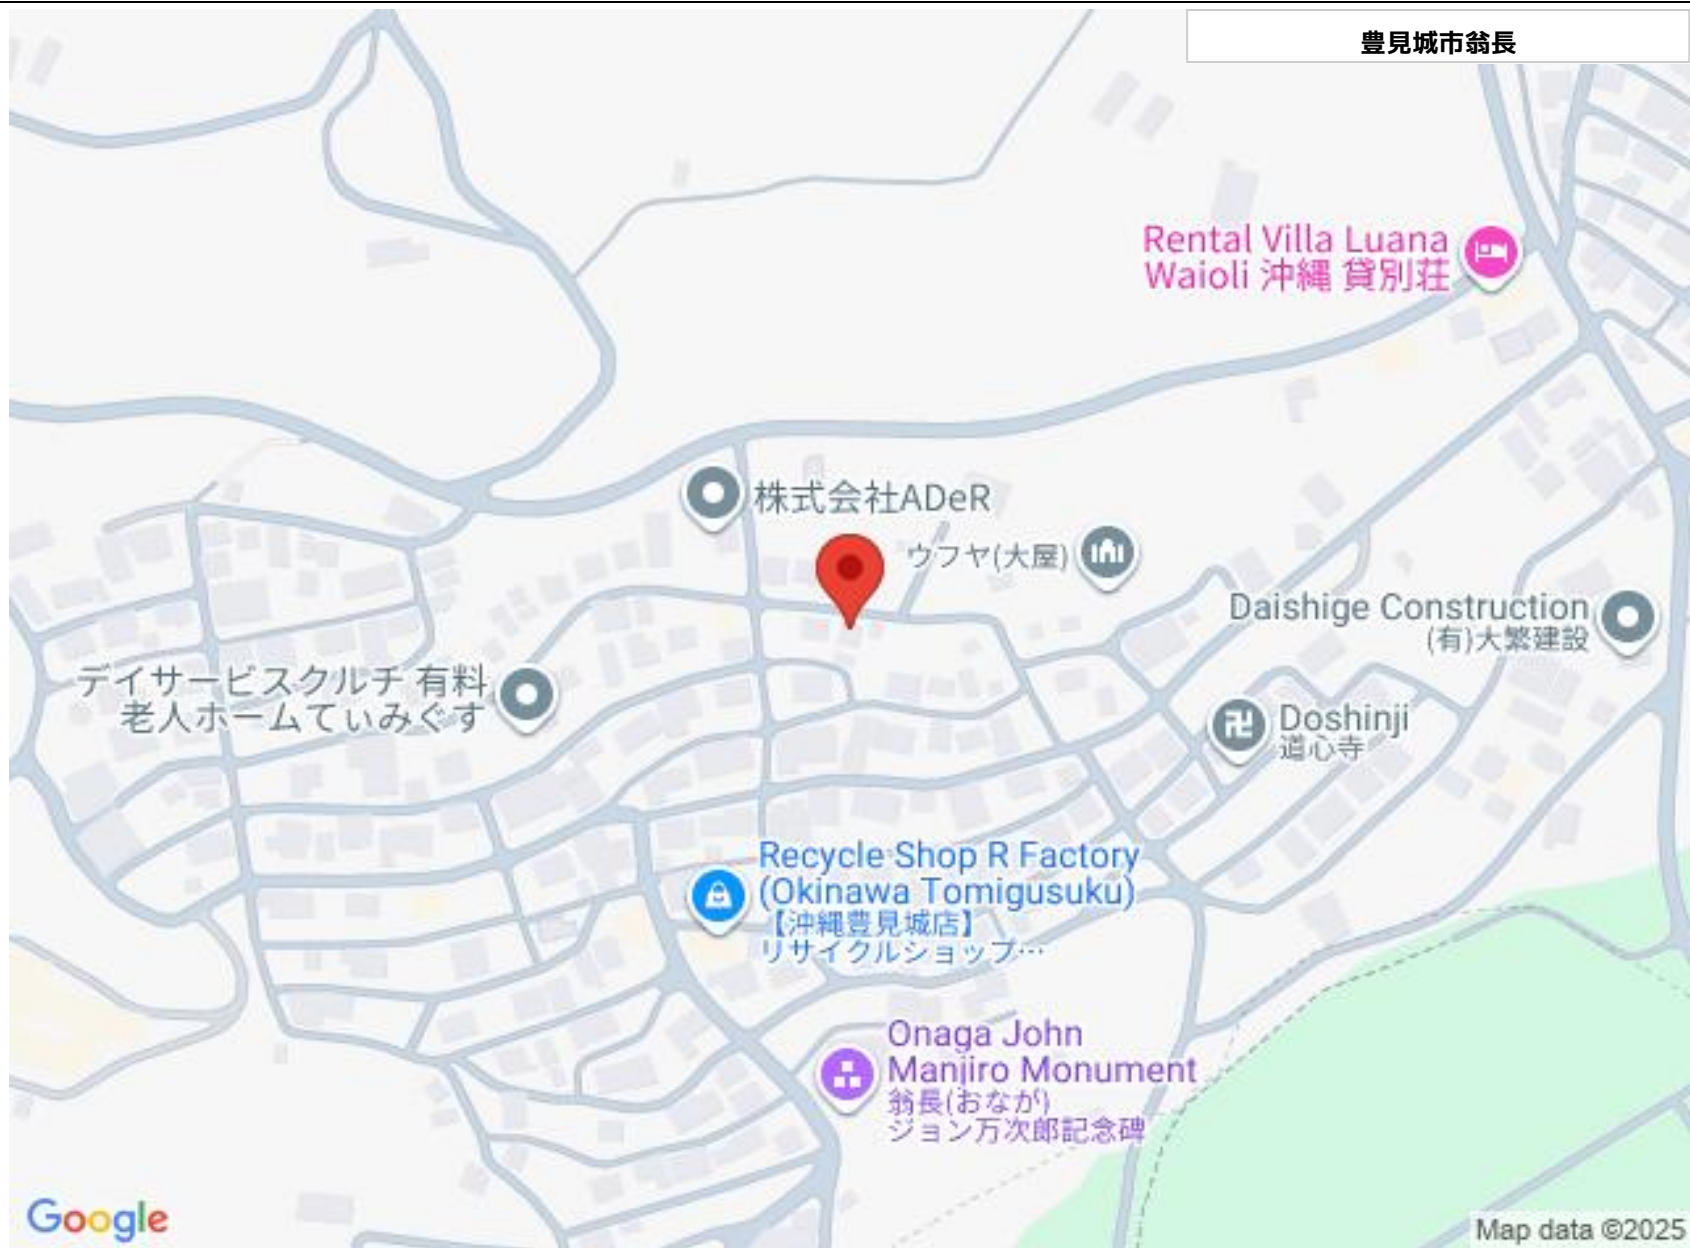 豊見城市翁長
Rental Villa Luana
Waioli 沖縄 貸別荘
株式会社ADeR
ウフヤ(大屋)
Daishige Construction
(有)大繁建設
デイサービスクルチ 有料
老人ホームてぃみぐす
Doshinji
道心寺
Recycle Shop R Factory
(Okinawa Tomigusuku)
【沖縄豊見城店】
リサイクルショップ…
Onaga John
Manjiro Monument
翁長(おなが)
ジョン万次郎記念碑
Google
Map data ©2025